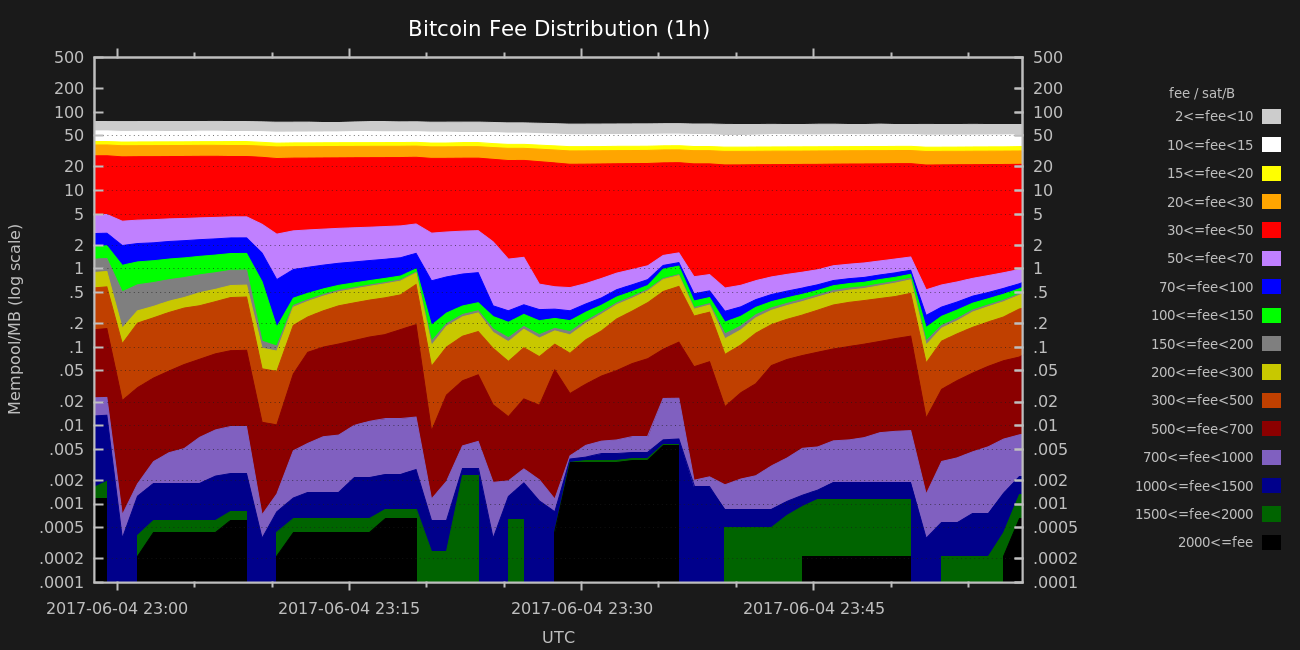 Bitcoin Fee Distribution (1h)
500
200
100
50
20
10
5
2
1
.5
.2
.1
.05
.02
.01
.005
.002
.001
.0005
.0002
.0001
Mempool/MB (log scale)
500
200
100
50
20
10
5
2
1
.5
.2
.1
.05
.02
.01
.005
.002
.001
.0005
.0002
.0001
2017-06-04 23:00
2017-06-04 23:15
2017-06-04 23:30
2017-06-04 23:45
UTC
fee / sat/B
2<=fee<10
10<=fee<15
15<=fee<20
20<=fee<30
30<=fee<50
50<=fee<70
70<=fee<100
100<=fee<150
150<=fee<200
200<=fee<300
300<=fee<500
500<=fee<700
700<=fee<1000
1000<=fee<1500
1500<=fee<2000
2000<=fee